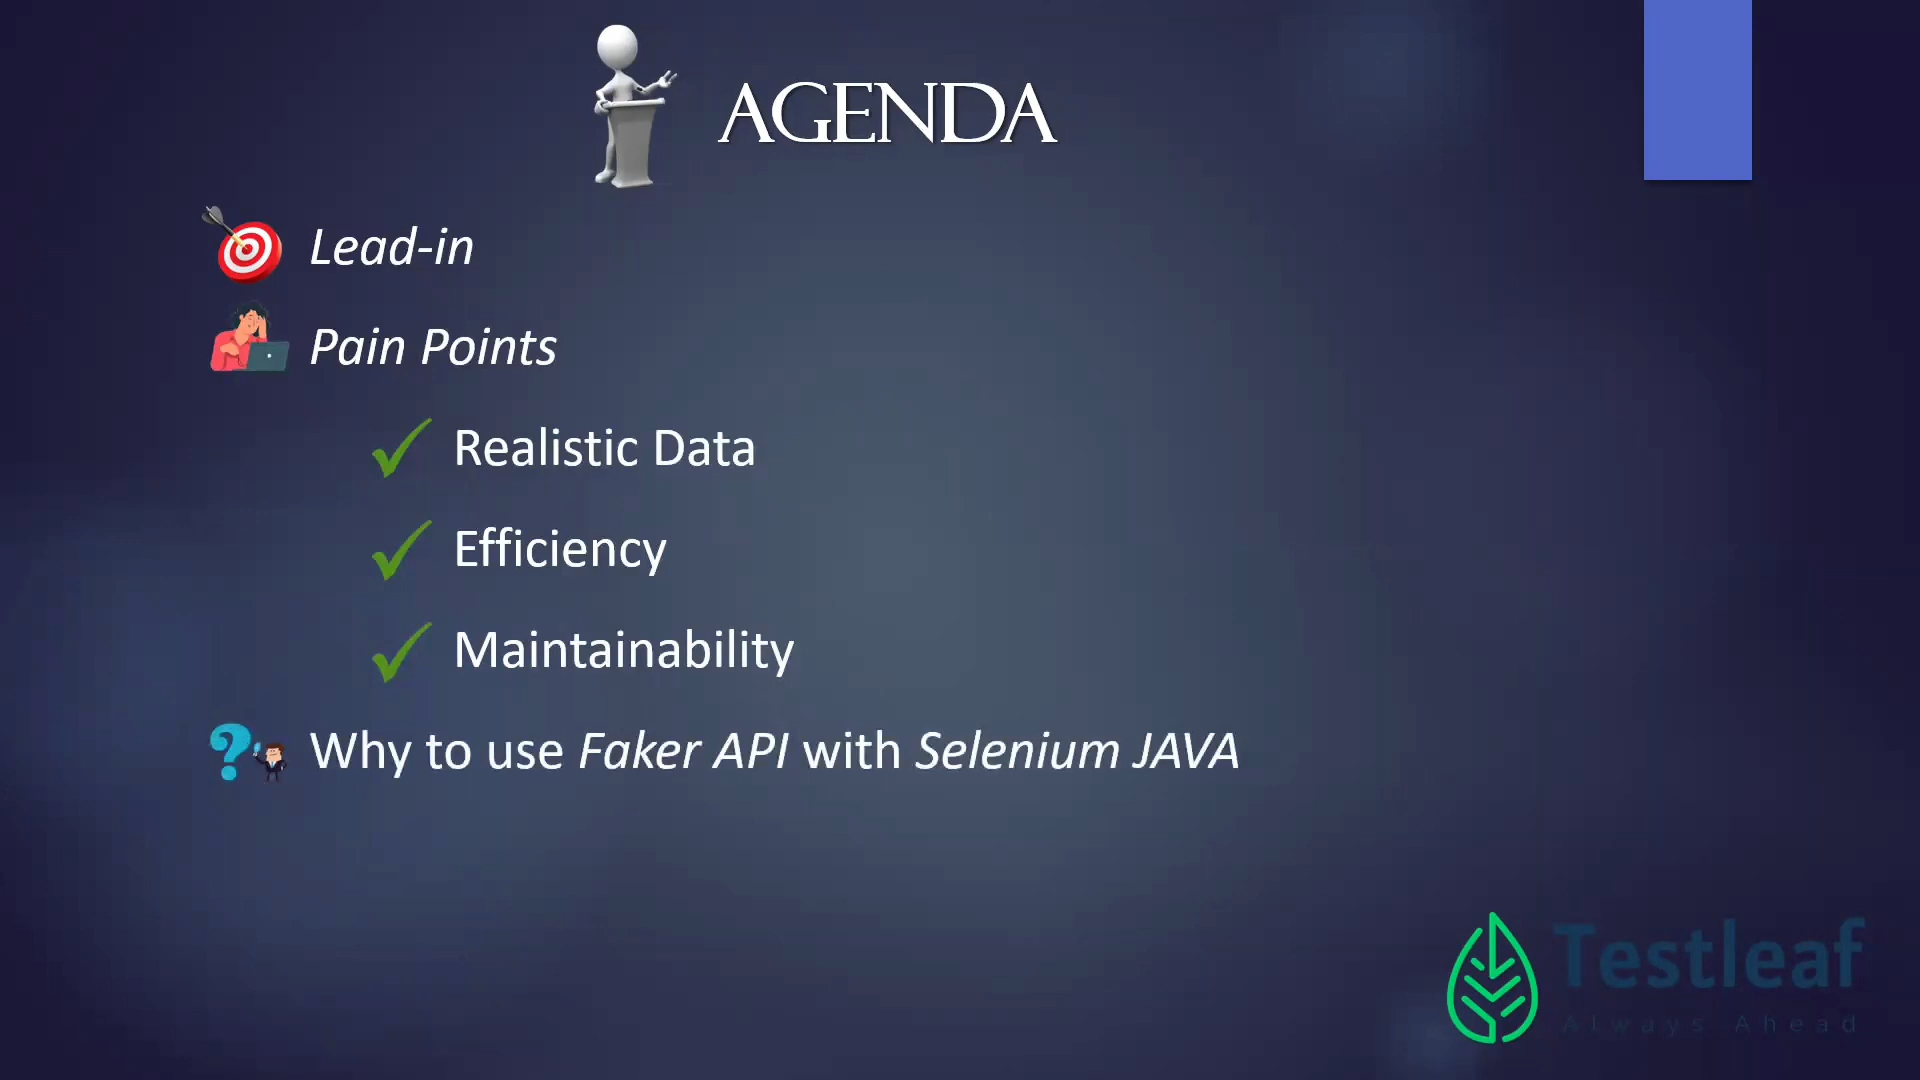 AGENDA
Lead-in
Pain Points
Realistic Data
Efficiency
Maintainability
Why to use Faker API with Selenium JAVA
Testleaf
Always Ahead